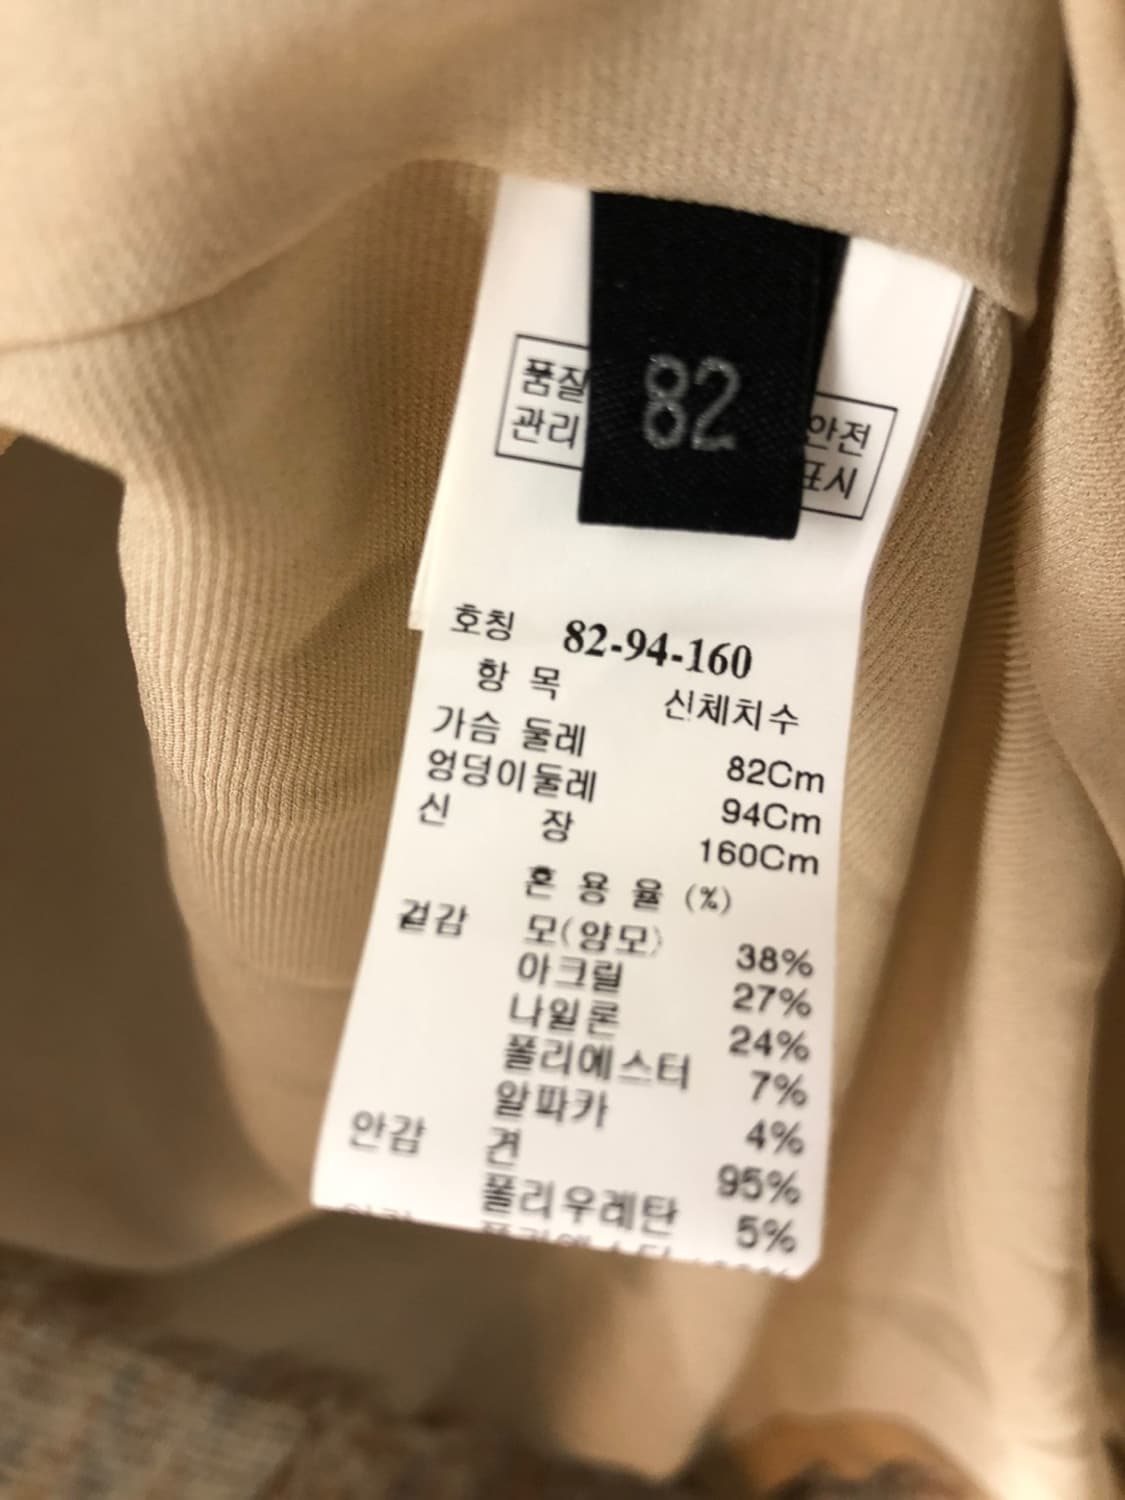 품질
관리
82
안전
표시
호칭 82-94-160
항 목 신체치수
가슴 둘레 82Cm
엉덩이둘레 94Cm
신 장 160Cm
혼 용 율 (%)
겉감 모(양모) 38%
아크릴 27%
나일론 24%
폴리에스터 7%
알파카 4%
안감 견 95%
폴리우레탄 5%